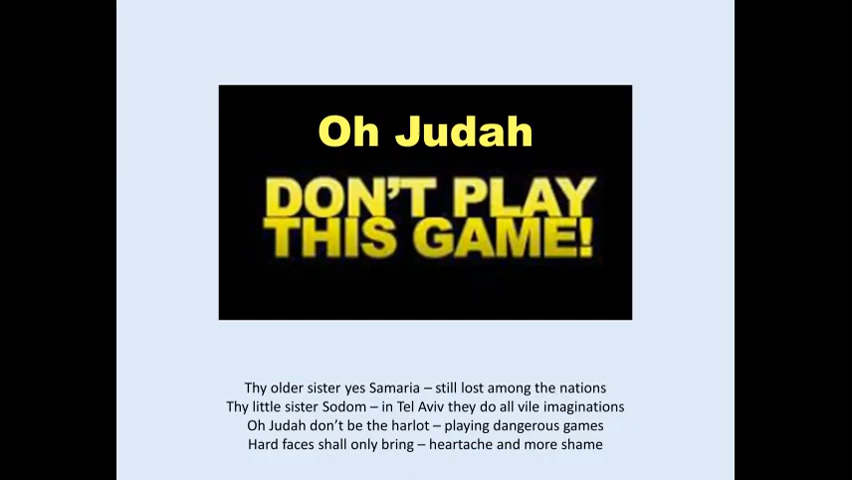 Oh Judah
DON'T PLAY
THIS GAME!
Thy older sister yes Samaria – still lost among the nations
Thy little sister Sodom – in Tel Aviv they do all vile imaginations
Oh Judah don't be the harlot – playing dangerous games
Hard faces shall only bring – heartache and more shame